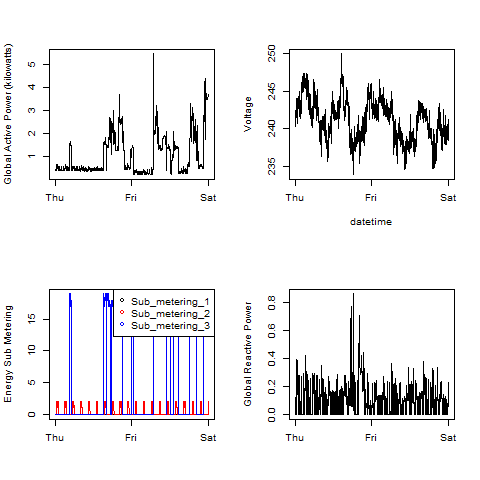 Global Active Power (kilowatts)
1 2 3 4 5
Thu Fri Sat
Voltage
235 240 245 250
Thu Fri Sat
datetime
Energy Sub Metering
0 5 10 15
Sub_metering_1
Sub_metering_2
Sub_metering_3
Thu Fri Sat
Global Reactive Power
0.0 0.2 0.4 0.6 0.8
Thu Fri Sat